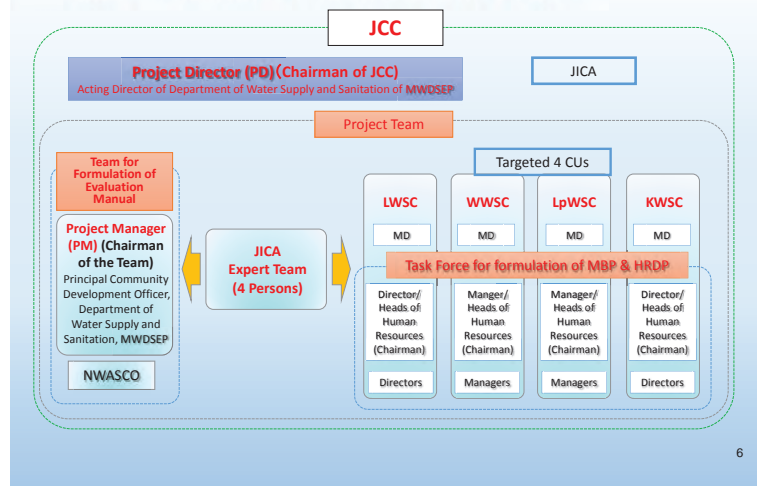 JCC
Project Director (PD)(Chairman of JCC)
Acting Director of Department of Water Supply and Sanitation of MWDSEP
JICA
Project Team
Team for
Formulation of
Evaluation
Manual
Project Manager
(PM) (Chairman
of the Team)
Principal Community
Development Officer,
Department of
Water Supply and
Sanitation, MWDSEP
NWASCO
JICA
Expert Team
(4 Persons)
Targeted 4 CUs
LWSC
WWSC
LpWSC
KWSC
MD
MD
MD
MD
Task Force for formulation of MBP & HRDP
Director/
Heads of
Human
Resources
(Chairman)
Manger/
Heads of
Human
Resources
(Chairman)
Manager/
Heads of
Human
Resources
(Chairman)
Director/
Heads of
Human
Resources
(Chairman)
Directors
Managers
Managers
Directors
6